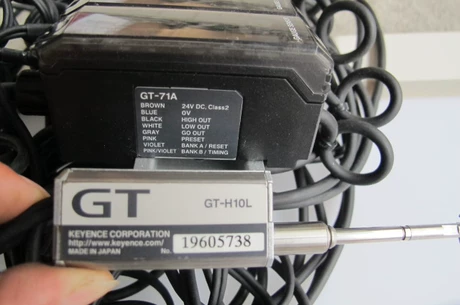 GT-71A
BROWN 24V DC, Class2
BLUE 0V
BLACK HIGH OUT
WHITE LOW OUT
GRAY GO OUT
PINK PRESET
VIOLET BANK A / RESET
PINK/VIOLET BANK B / TIMING
GT GT-H10L
KEYENCE CORPORATION
http://www.keyence.com/
MADE IN JAPAN No. 19605738